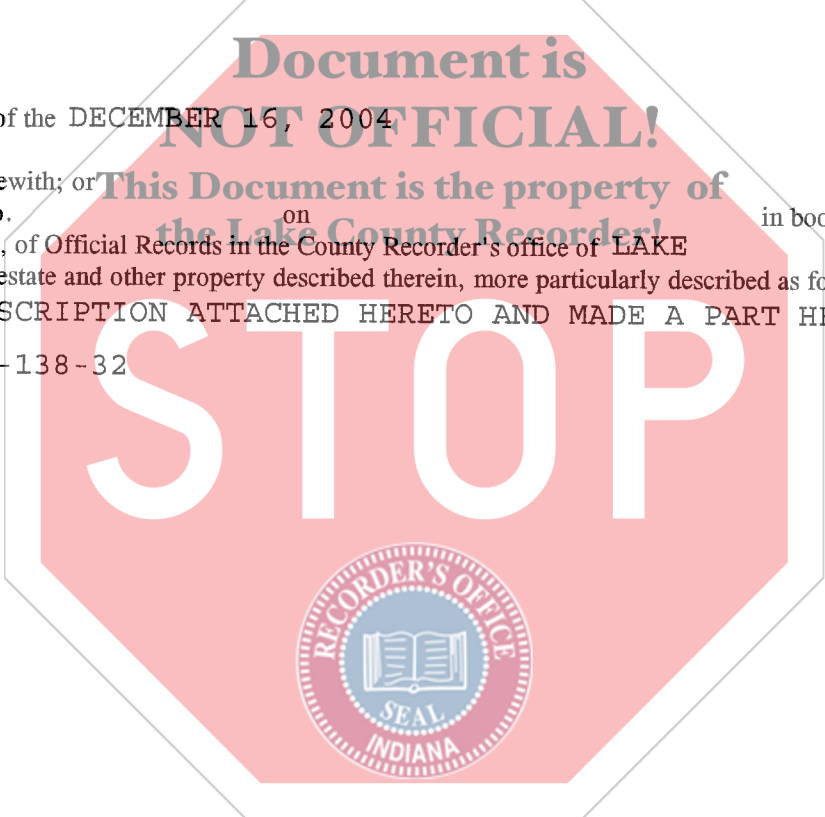 Document is
of the DECEMBER 16, 2004
NOT OFFICIAL!
ewith; or
This Document is the property of
on in boo
the Lake County Recorder!
, of Official Records in the County Recorder's office of LAKE
estate and other property described therein, more particularly described as fo
SCRIPTION ATTACHED HERETO AND MADE A PART HE
-138-32
STOP
RECORDER'S OFFICE
SEAL
INDIANA